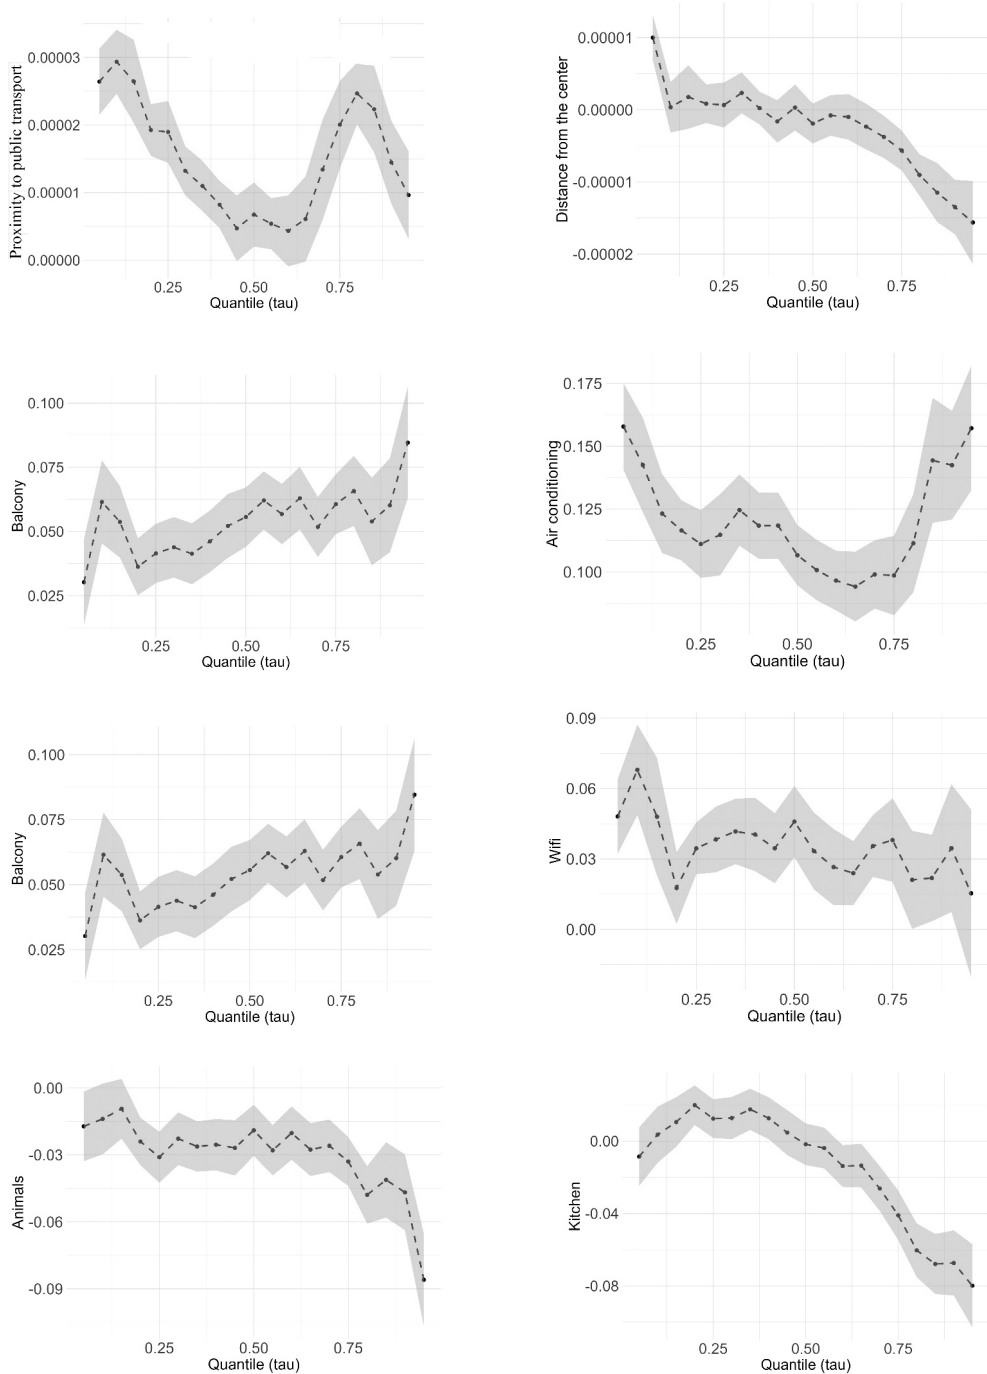 Proximity to public transport
0.00003
0.00002
0.00001
0.00000
0.25 0.50 0.75
Quantile (tau)
Distance from the center
0.00001
0.00000
-0.00001
-0.00002
0.25 0.50 0.75
Quantile (tau)
Balcony
0.100
0.075
0.050
0.025
0.25 0.50 0.75
Quantile (tau)
Air conditioning
0.175
0.150
0.125
0.100
0.25 0.50 0.75
Quantile (tau)
Balcony
0.100
0.075
0.050
0.025
0.25 0.50 0.75
Quantile (tau)
Wifi
0.09
0.06
0.03
0.00
0.25 0.50 0.75
Quantile (tau)
Animals
0.00
-0.03
-0.06
-0.09
0.25 0.50 0.75
Quantile (tau)
Kitchen
0.00
-0.04
-0.08
0.25 0.50 0.75
Quantile (tau)